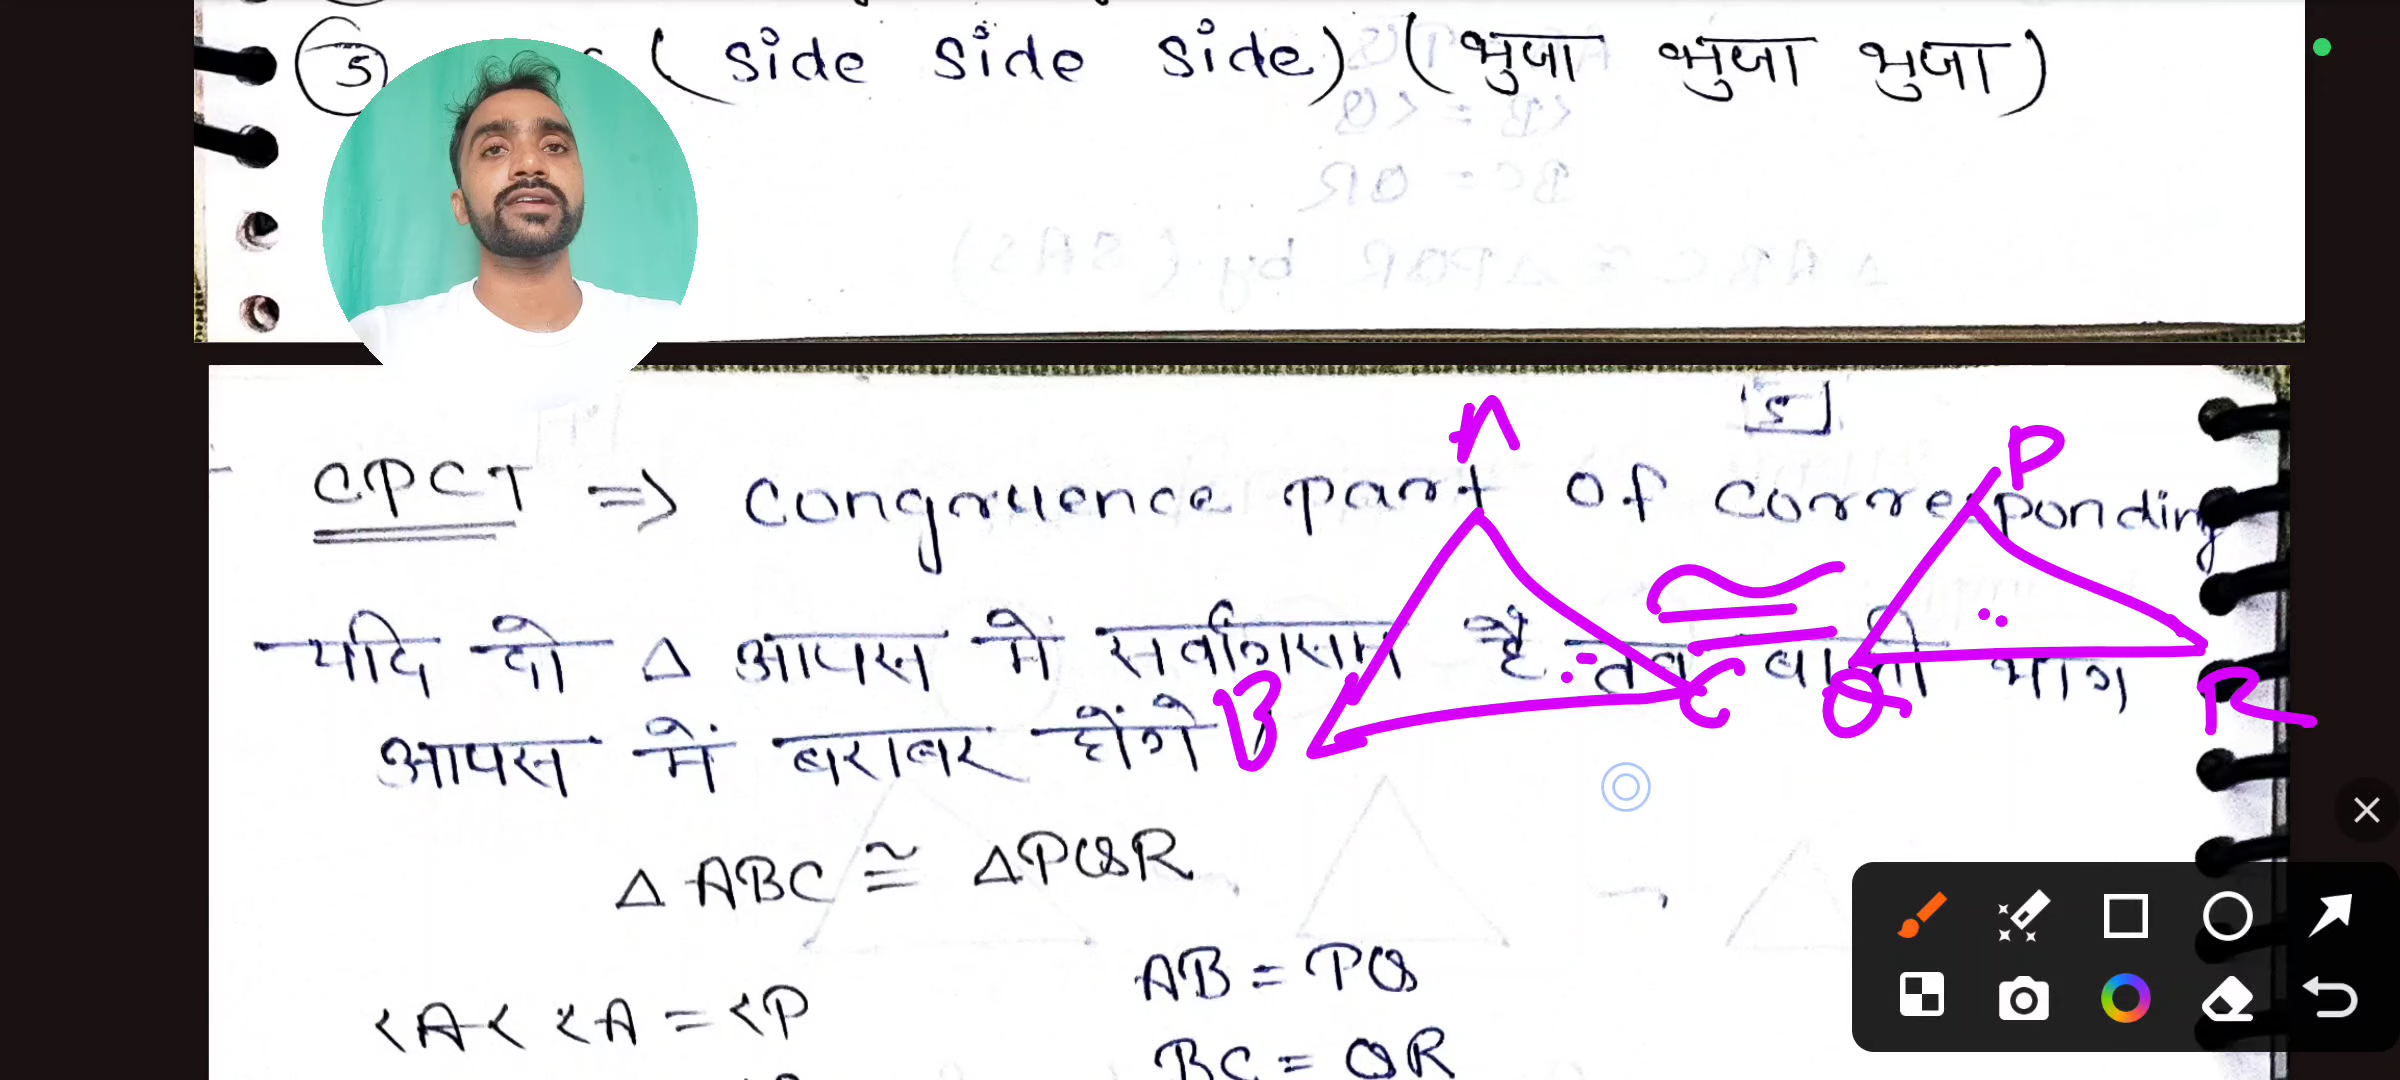 5 (side side side) (भुजा भुजा भुजा)
5
CPCT => Congruence part of corresponding
यदि दो △ आपस में सर्वांगसम है तब बाकी भाग
आपस में बराबर होंगे
△ ABC ≅ △PQR
<A< <A = <P
AB = PQ
BC = QR
A
B
C
P
Q
R